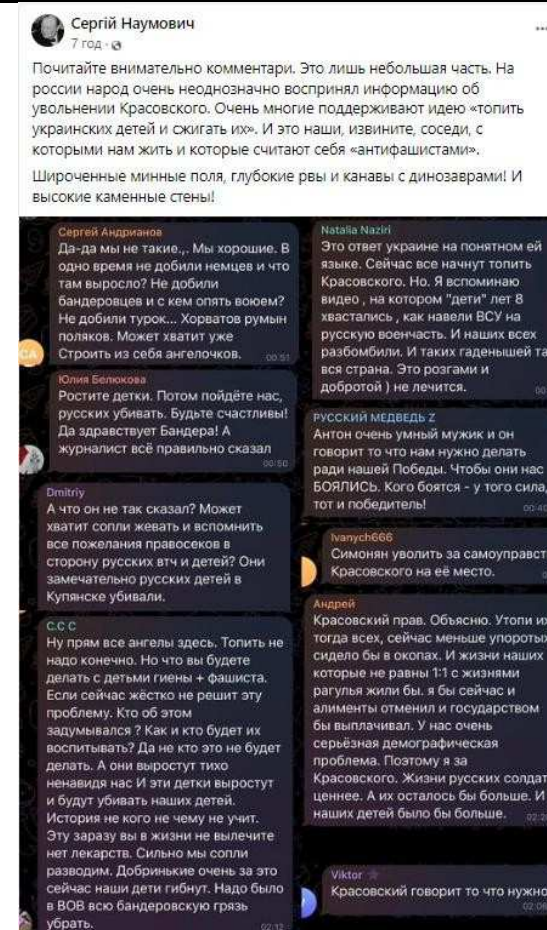 Сергій Наумович
7 год
Почитайте внимательно комментари. Это лишь небольшая часть. На
россии народ очень неоднозначно воспринял информацию об
увольнении Красовского. Очень многие поддерживают идею «топить
украинских детей и сжигать их». И это наши, извините, соседи, с
которыми нам жить и которые считают себя «антифашистами».
Широченные минные поля, глубокие рвы и канавы с динозаврами! И
высокие каменные стены!
Сергей Андрианов
Да-да мы не такие.,. Мы хорошие. В
одно время не добили немцев и что
там выросло? Не добили
бандеровцев и с кем опять воюем?
Не добили турок... Хорватов румын
поляков. Может хватит уже
Строить из себя ангелочков.
00:51
СА
Юлия Белюкова
Ростите детки. Потом пойдёте нас,
русских убивать. Будьте счастливы!
Да здравствует Бандера! А
журналист всё правильно сказал
00:50
Dmitriy
А что он не так сказал? Может
хватит сопли жевать и вспомнить
все пожелания правосеков в
сторону русских втч и детей? Они
замечательно русских детей в
Купянске убивали.
С.С С
Ну прям все ангелы здесь. Топить не
надо конечно. Но что вы будете
делать с детьми гиены + фашиста.
Если сейчас жёстко не решит эту
проблему. Кто об этом
задумывался ? Как и кто будет их
воспитывать? Да не кто это не будет
делать. А они выростут тихо
ненавидя нас И эти детки выростут
и будут убивать наших детей.
История не кого не чему не учит.
Эту заразу вы в жизни не вылечите
нет лекарств. Сильно мы сопли
разводим. Добринькие очень за это
сейчас наши дети гибнут. Надо было
в ВОВ всю бандеровскую грязь
убрать.
02:12
Natalia Naziri
Это ответ украине на понятном ей
языке. Сейчас все начнут топить
Красовского. Но. Я вспоминаю
видео , на котором "дети" лет 8
хвастались , как навели ВСУ на
русскую военчасть. И наших всех
разбомбили. И таких гаденышей
вся страна. Это розгами и
добротой ) не лечится.
РУССКИЙ МЕДВЕДЬ Z
Антон очень умный мужик и он
говорит то что нам нужно делать
ради нашей Победы. Чтобы они нас
БОЯЛИСЬ. Кого боятся - у того сила,
тот и победитель!
Ivanych666
Симонян уволить за
Красовского на её место.
Андрей
Красовский прав. Объясню. Утопи их
тогда всех, сейчас меньше упоротых
сидело бы в окопах. И жизни наших
которые не равны 1:1 с жизнями
рагулья жили бы. я бы сейчас и
алименты отменил и государством
бы выплачивал. У нас очень
серьёзная демографическая
проблема. Поэтому я за
Красовского. Жизни русских солдат
ценнее. А их осталось бы больше. И
наших детей было бы больше.
Viktor
Красовский говорит то что нужно